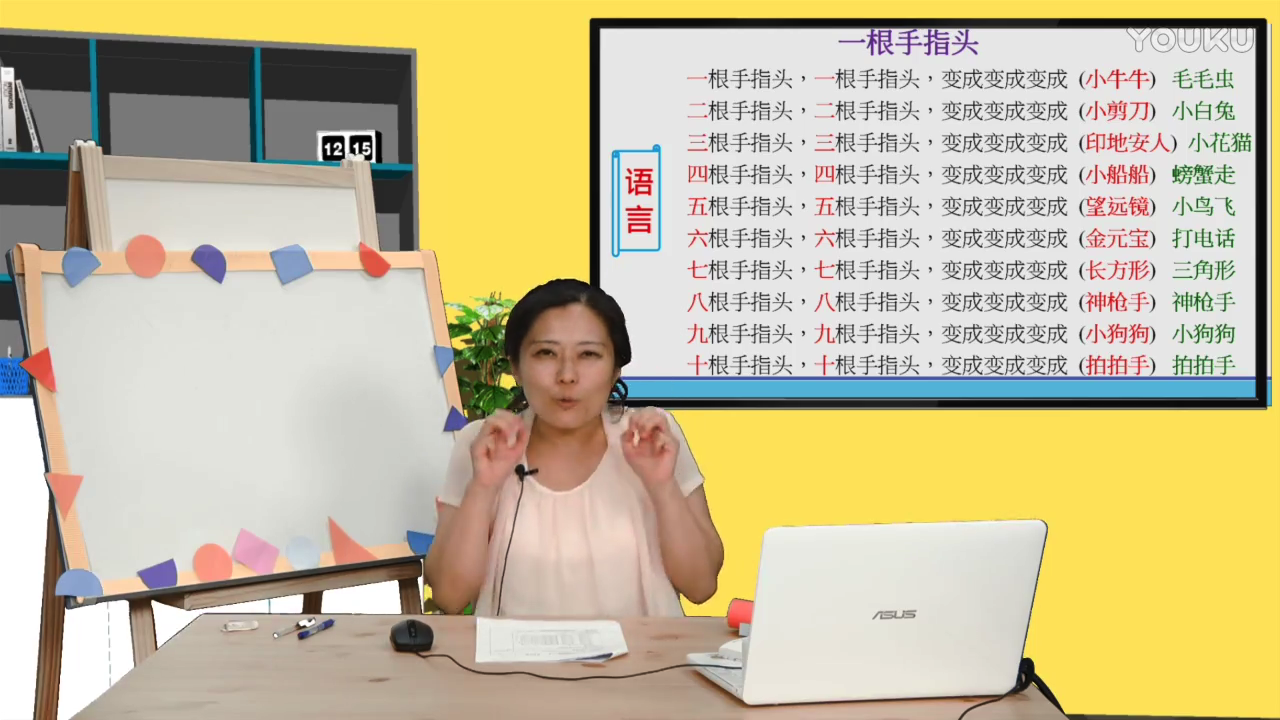 YOUKU
一根手指头
一根手指头，一根手指头，变成变成变成 (小牛牛) 毛毛虫
二根手指头，二根手指头，变成变成变成 (小剪刀) 小白兔
三根手指头，三根手指头，变成变成变成 (印地安人) 小花猫
四根手指头，四根手指头，变成变成变成 (小船船) 螃蟹走
五根手指头，五根手指头，变成变成变成 (望远镜) 小鸟飞
六根手指头，六根手指头，变成变成变成 (金元宝) 打电话
七根手指头，七根手指头，变成变成变成 (长方形) 三角形
八根手指头，八根手指头，变成变成变成 (神枪手) 神枪手
九根手指头，九根手指头，变成变成变成 (小狗狗) 小狗狗
十根手指头，十根手指头，变成变成变成 (拍拍手) 拍拍手
语言
12 15
ASUS